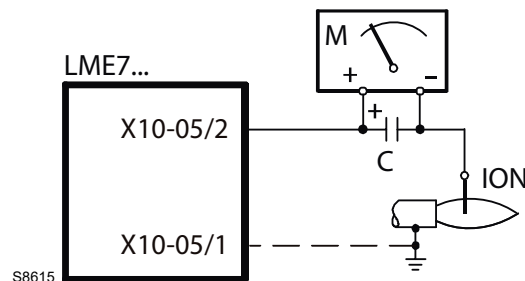 M
+ –
LME7...
X10-05/2
+
C
ION
X10-05/1
S8615